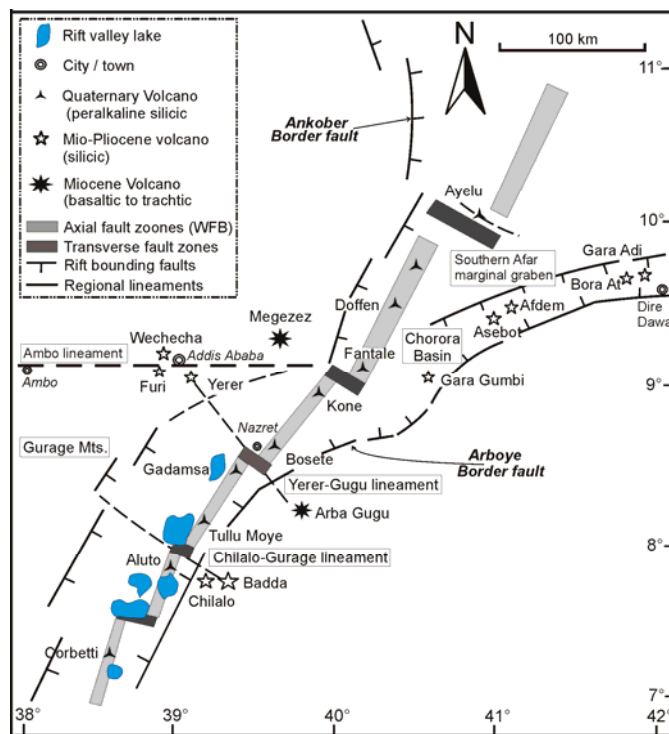 Rift valley lake
City / town
Quaternary Volcano
(peralkaline silicic
Mio-Pliocene volcano
(silicic)
Miocene Volcano
(basaltic to trachtic
Axial fault zoones (WFB)
Transverse fault zones
Rift bounding faults
Regional lineaments
N
100 km
11°
Ankober
Border fault
Ayelu
10°
Southern Afar
marginal graben
Gara Adi
Bora At
Dire
Dawa
Doffen
Megezez
Afdem
Asebot
Chorora
Basin
Wechecha
Addis Ababa
Ambo lineament
Fantale
Ambo
Furi
Yerer
Gara Gumbi
9°
Kone
Nazret
Gurage Mts.
Gadamsa
Bosete
Arboye
Border fault
Yerer-Gugu lineament
Arba Gugu
Tullu Moye
8°
Aluto
Chilalo-Gurage lineament
Badda
Chilalo
Corbetti
7°
38°
39°
40°
41°
42°